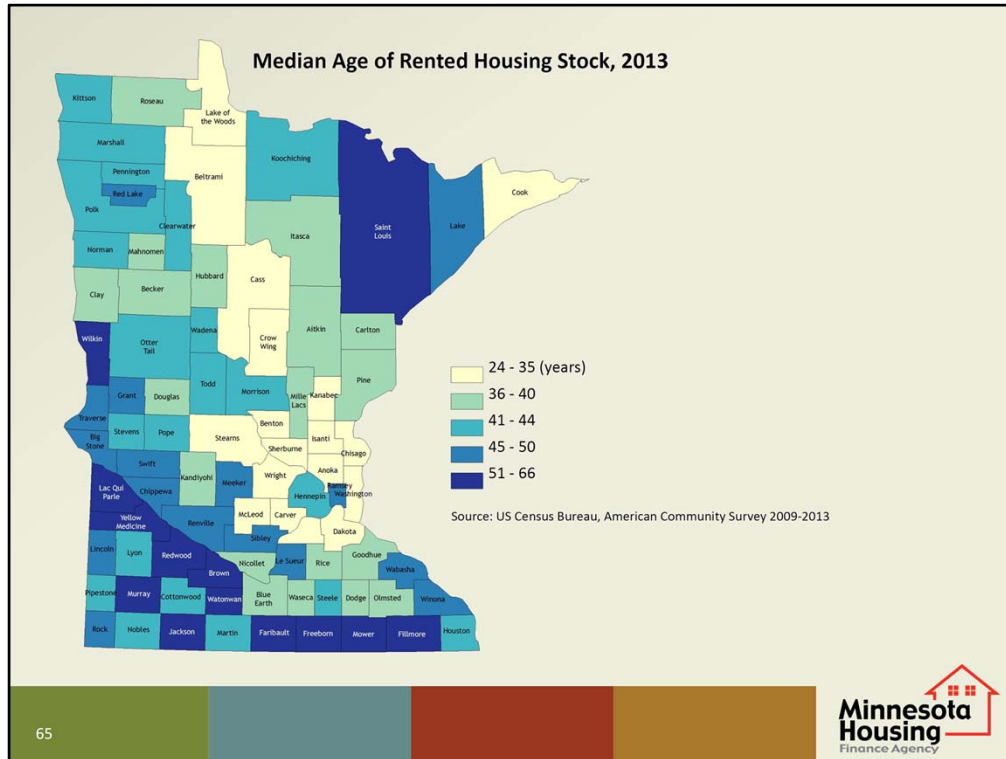 Median Age of Rented Housing Stock, 2013
Kittson
Roseau
Lake of
the Woods
Marshall
Koochiching
Pennington
Red Lake
Beltrami
Cook
Polk
Clearwater
Saint
Louis
Lake
Itasca
Norman
Mahnomen
Hubbard
Cass
Clay
Becker
Wadena
Crow
Wing
Aitkin
Carlton
Wilkin
Otter
Tail
Pine
Todd
Morrison
Mille
Lacs
Kanabec
Grant
Douglas
Traverse
Benton
Isanti
Stevens
Pope
Stearns
Chisago
Big
Stone
Sherburne
Anoka
Swift
Kandiyohi
Meeker
Wright
Ramsey
Washington
Hennepin
Lac Qui
Parle
Chippewa
McLeod
Carver
Yellow
Medicine
Renville
Dakota
Sibley
Lincoln
Lyon
Redwood
Nicollet
Le Sueur
Rice
Goodhue
Wabasha
Brown
Pipestone
Murray
Cottonwood
Watonwan
Blue
Earth
Waseca
Steele
Dodge
Olmsted
Winona
Rock
Nobles
Jackson
Martin
Faribault
Freeborn
Mower
Fillmore
Houston
24 - 35 (years)
36 - 40
41 - 44
45 - 50
51 - 66
Source: US Census Bureau, American Community Survey 2009-2013
65
Minnesota
Housing
Finance Agency